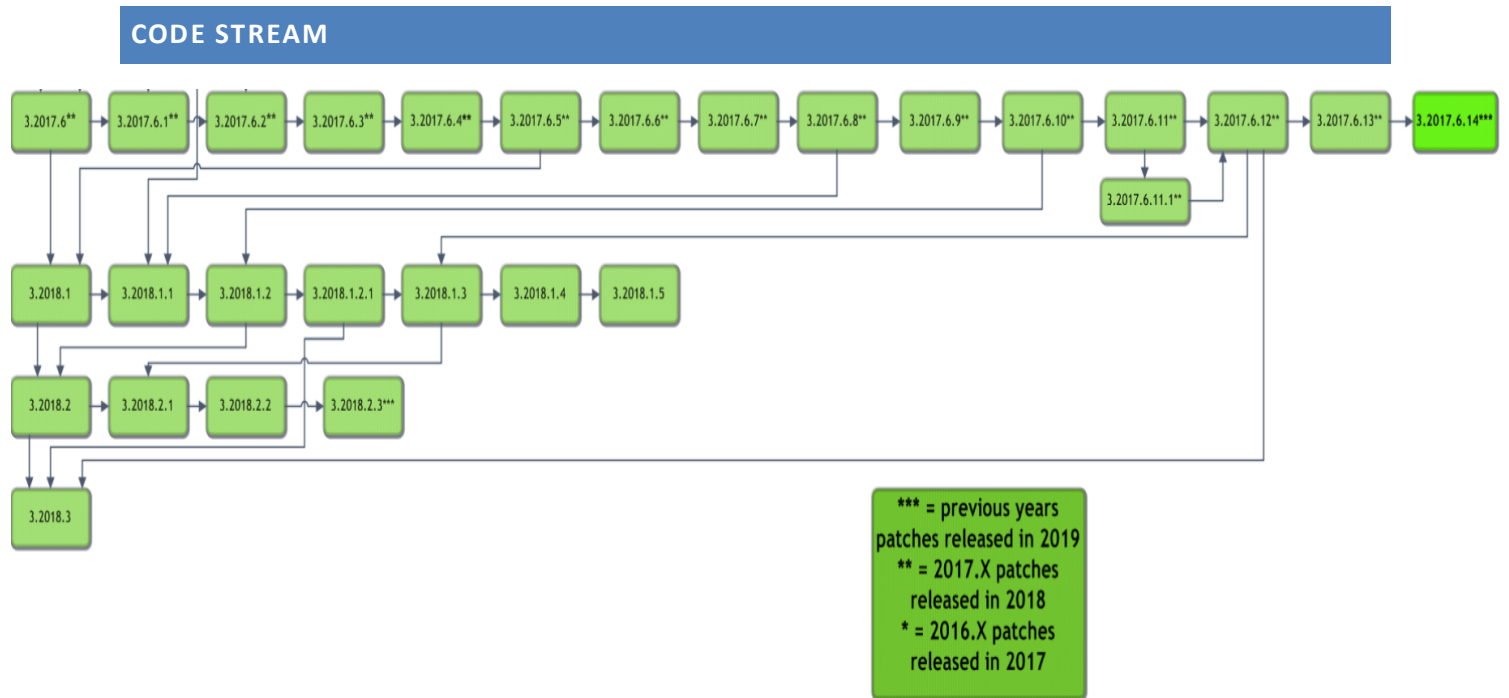 CODE STREAM
3.2017.6** 3.2017.6.1** 3.2017.6.2** 3.2017.6.3** 3.2017.6.4** 3.2017.6.5** 3.2017.6.6** 3.2017.6.7** 3.2017.6.8** 3.2017.6.9** 3.2017.6.10** 3.2017.6.11** 3.2017.6.12** 3.2017.6.13** 3.2017.6.14***
3.2017.6.11.1**
3.2018.1 3.2018.1.1 3.2018.1.2 3.2018.1.2.1 3.2018.1.3 3.2018.1.4 3.2018.1.5
3.2018.2 3.2018.2.1 3.2018.2.2 3.2018.2.3***
3.2018.3
*** = previous years
patches released in 2019
** = 2017.X patches
released in 2018
* = 2016.X patches
released in 2017